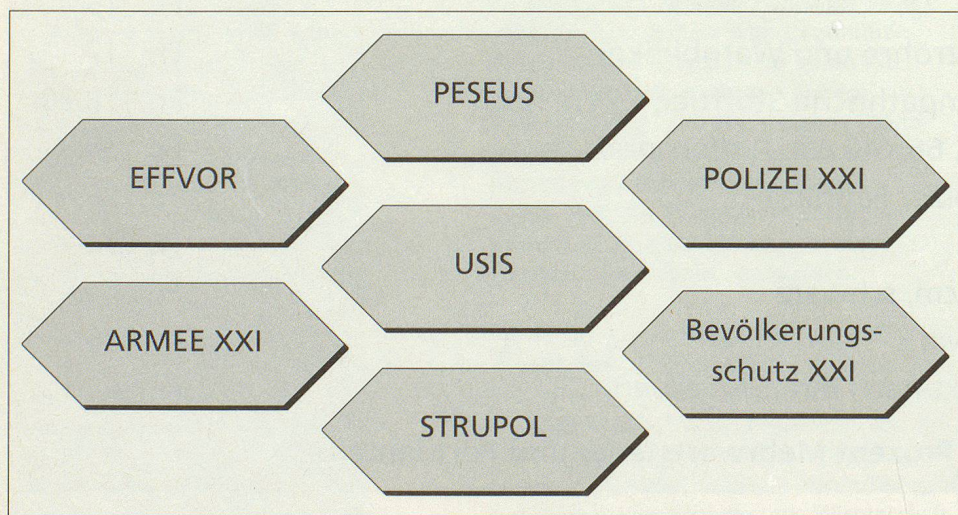 PESEUS
EFFVOR
POLIZEI XXI
USIS
ARMEE XXI
Bevölkerungs-
schutz XXI
STRUPOL